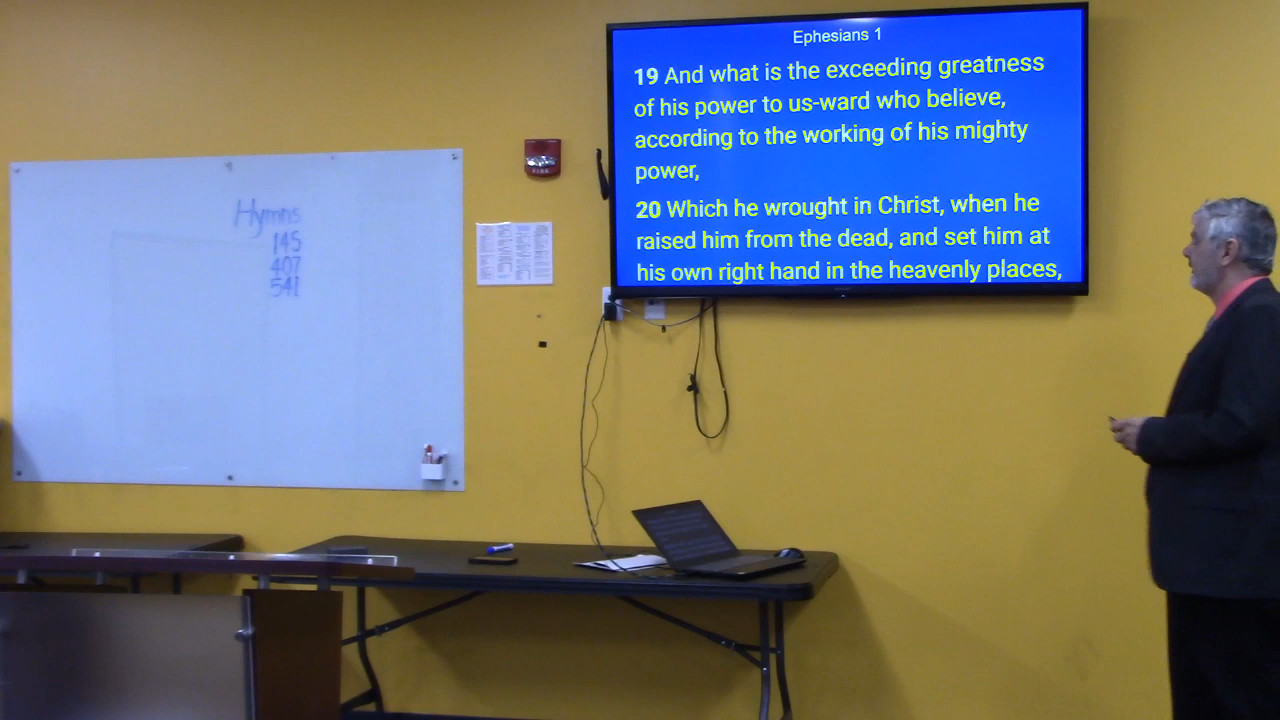 Hymns
145
407
541
FIRE
Ephesians 1
19 And what is the exceeding greatness
of his power to us-ward who believe,
according to the working of his mighty
power,
20 Which he wrought in Christ, when he
raised him from the dead, and set him at
his own right hand in the heavenly places,